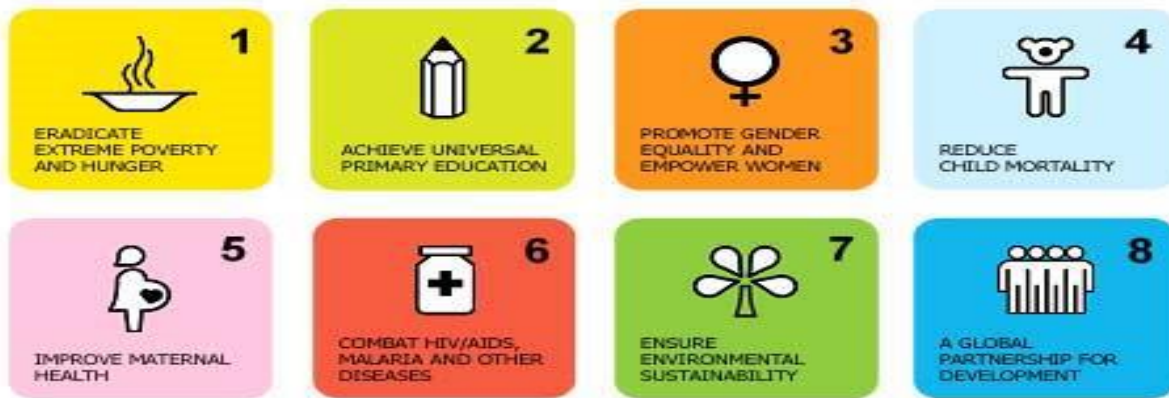 1
ERADICATE
EXTREME POVERTY
AND HUNGER
2
ACHIEVE UNIVERSAL
PRIMARY EDUCATION
3
PROMOTE GENDER
EQUALITY AND
EMPOWER WOMEN
4
REDUCE
CHILD MORTALITY
5
IMPROVE MATERNAL
HEALTH
6
COMBAT HIV/AIDS,
MALARIA AND OTHER
DISEASES
7
ENSURE
ENVIRONMENTAL
SUSTAINABILITY
8
A GLOBAL
PARTNERSHIP FOR
DEVELOPMENT